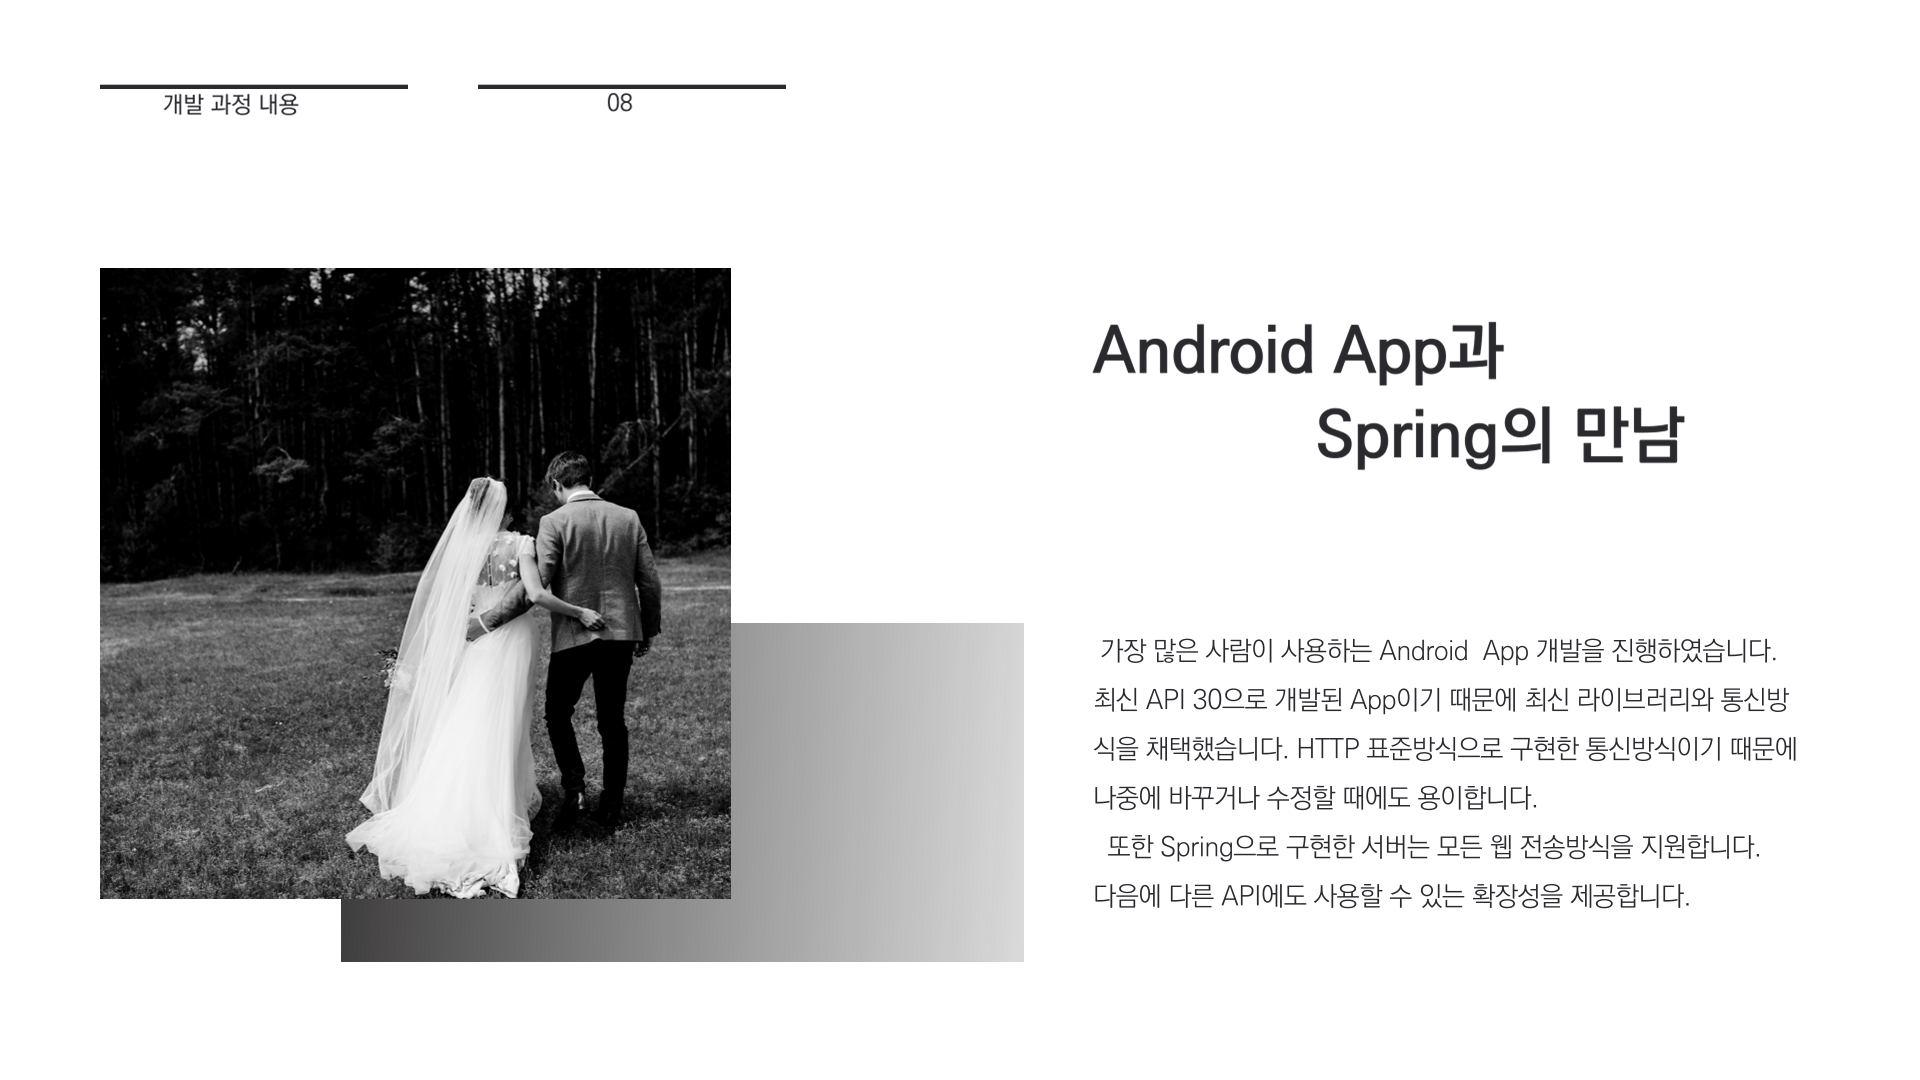 개발 과정 내용
08
Android App과
Spring의 만남
가장 많은 사람이 사용하는 Android App 개발을 진행하였습니다.
최신 API 30으로 개발된 App이기 때문에 최신 라이브러리와 통신방
식을 채택했습니다. HTTP 표준방식으로 구현한 통신방식이기 때문에
나중에 바꾸거나 수정할 때에도 용이합니다.
또한 Spring으로 구현한 서버는 모든 웹 전송방식을 지원합니다.
다음에 다른 API에도 사용할 수 있는 확장성을 제공합니다.